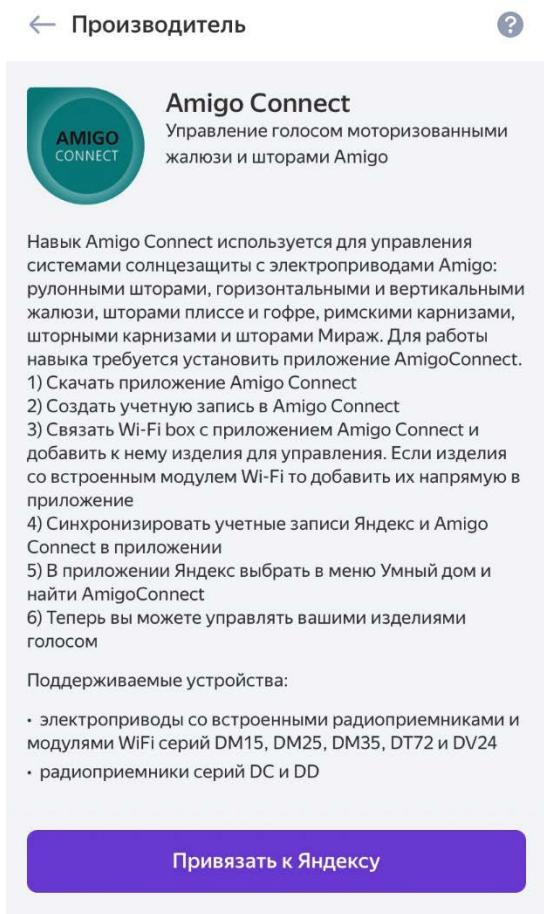 Производитель
?
Amigo Connect
Управление голосом моторизованными
жалюзи и шторами Amigo
AMIGO
CONNECT
Навык Amigo Connect используется для управления
системами солнцезащиты с электроприводами Amigo:
рулонными шторами, горизонтальными и вертикальными
жалюзи, шторами плиссе и гофре, римскими карнизами,
шторными карнизами и шторами Мираж. Для работы
навыка требуется установить приложение AmigoConnect.
1) Скачать приложение Amigo Connect
2) Создать учетную запись в Amigo Connect
3) Связать Wi-Fi box с приложением Amigo Connect и
добавить к нему изделия для управления. Если изделия
со встроенным модулем Wi-Fi то добавить их напрямую в
приложение
4) Синхронизировать учетные записи Яндекс и Amigo
Connect в приложении
5) В приложении Яндекс выбрать в меню Умный дом и
найти AmigoConnect
6) Теперь вы можете управлять вашими изделиями
голосом
Поддерживаемые устройства:
• электроприводы со встроенными радиоприемниками и
модулями WiFi серий DM15, DM25, DM35, DT72 и DV24
• радиоприемники серий DC и DD
Привязать к Яндексу